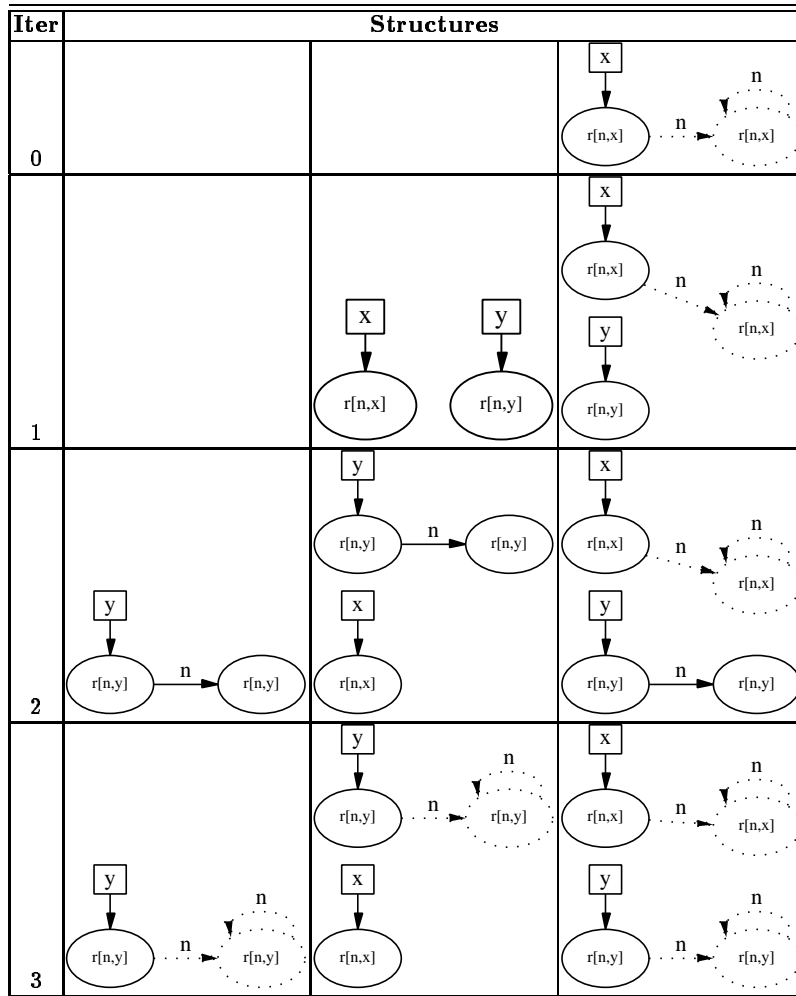 Iter Structures
x
n
r[n,x] n r[n,x]
0
x
r[n,x] n n
r[n,x]
x y y
r[n,x] r[n,y] r[n,y]
1
y x
r[n,y] n r[n,y] r[n,x] n n
r[n,x]
y x y
r[n,y] n r[n,y] r[n,x] r[n,y] n r[n,y]
2
y x
n n
r[n,y] n r[n,y] r[n,x] n r[n,x]
y x y
n n
r[n,y] n r[n,y] r[n,x] r[n,y] n r[n,y]
3